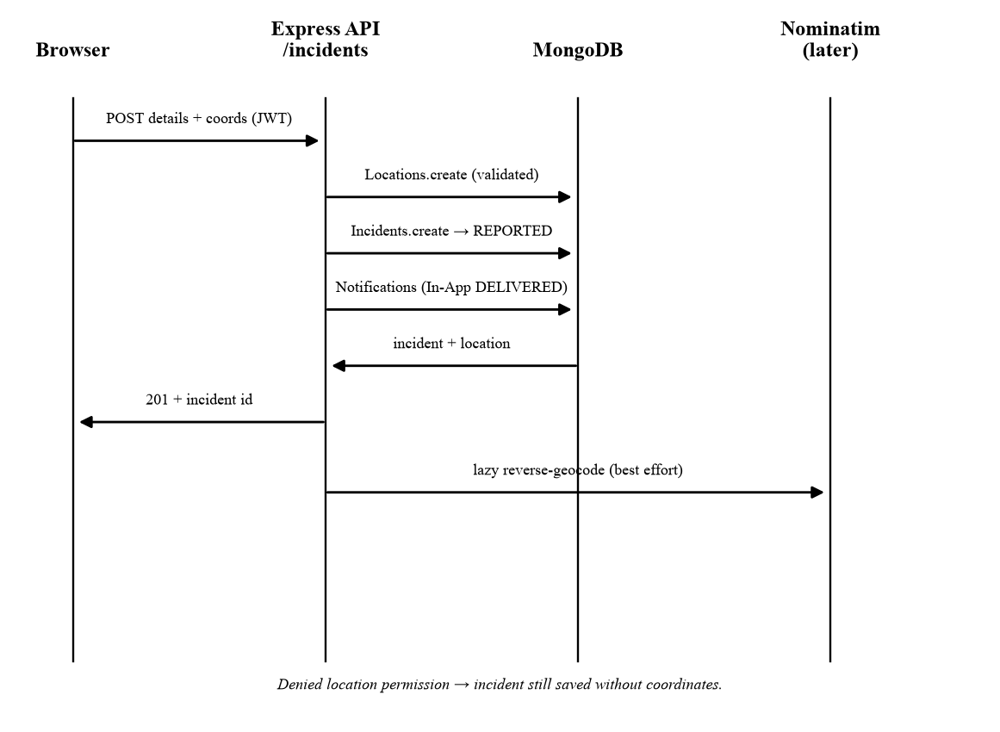 Browser
Express API
/incidents
MongoDB
Nominatim
(later)
POST details + coords (JWT)
Locations.create (validated)
Incidents.create → REPORTED
Notifications (In-App DELIVERED)
incident + location
201 + incident id
lazy reverse-geocode (best effort)
Denied location permission → incident still saved without coordinates.